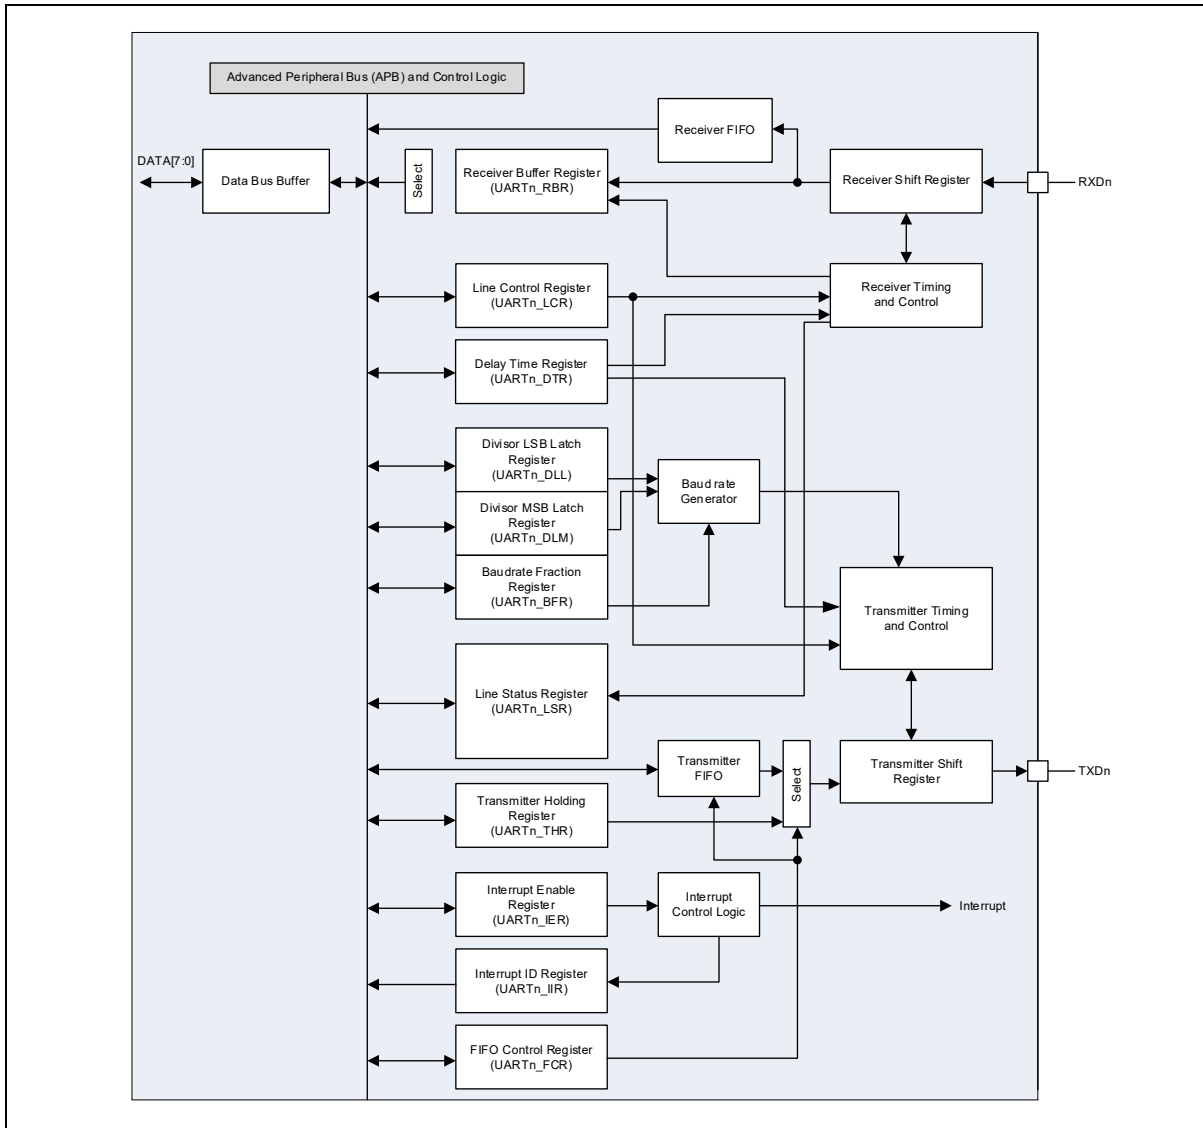 Advanced Peripheral Bus (APB) and Control Logic
Receiver FIFO
DATA[7:0]
Data Bus Buffer
Select
Receiver Buffer Register
(UARTn_RBR)
Receiver Shift Register
RXDn
Line Control Register
(UARTn_LCR)
Receiver Timing
and Control
Delay Time Register
(UARTn_DTR)
Divisor LSB Latch
Register
(UARTn_DLL)
Baudrate
Generator
Divisor MSB Latch
Register
(UARTn_DLM)
Baudrate Fraction
Register
(UARTn_BFR)
Transmitter Timing
and Control
Line Status Register
(UARTn_LSR)
Transmitter
FIFO
Select
Transmitter Shift
Register
TXDn
Transmitter Holding
Register
(UARTn_THR)
Interrupt Enable
Register
(UARTn_IER)
Interrupt
Control Logic
Interrupt
Interrupt ID Register
(UARTn_IIR)
FIFO Control Register
(UARTn_FCR)